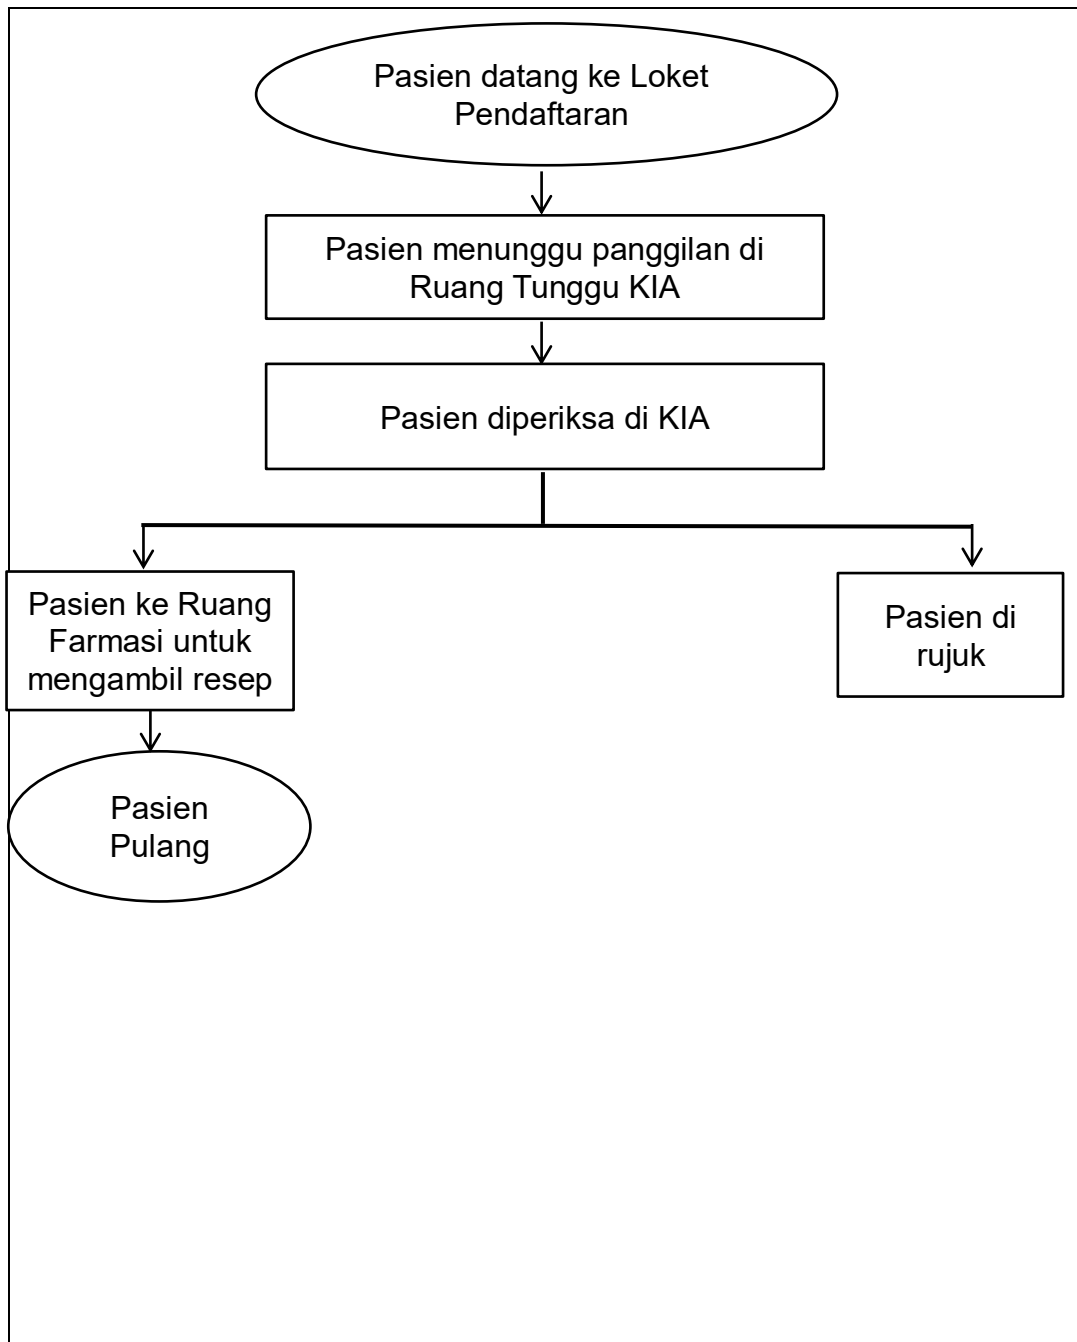 Pasien datang ke Loket
Pendaftaran
Pasien menunggu panggilan di
Ruang Tunggu KIA
Pasien diperiksa di KIA
Pasien ke Ruang
Farmasi untuk
mengambil resep
Pasien di
rujuk
Pasien
Pulang